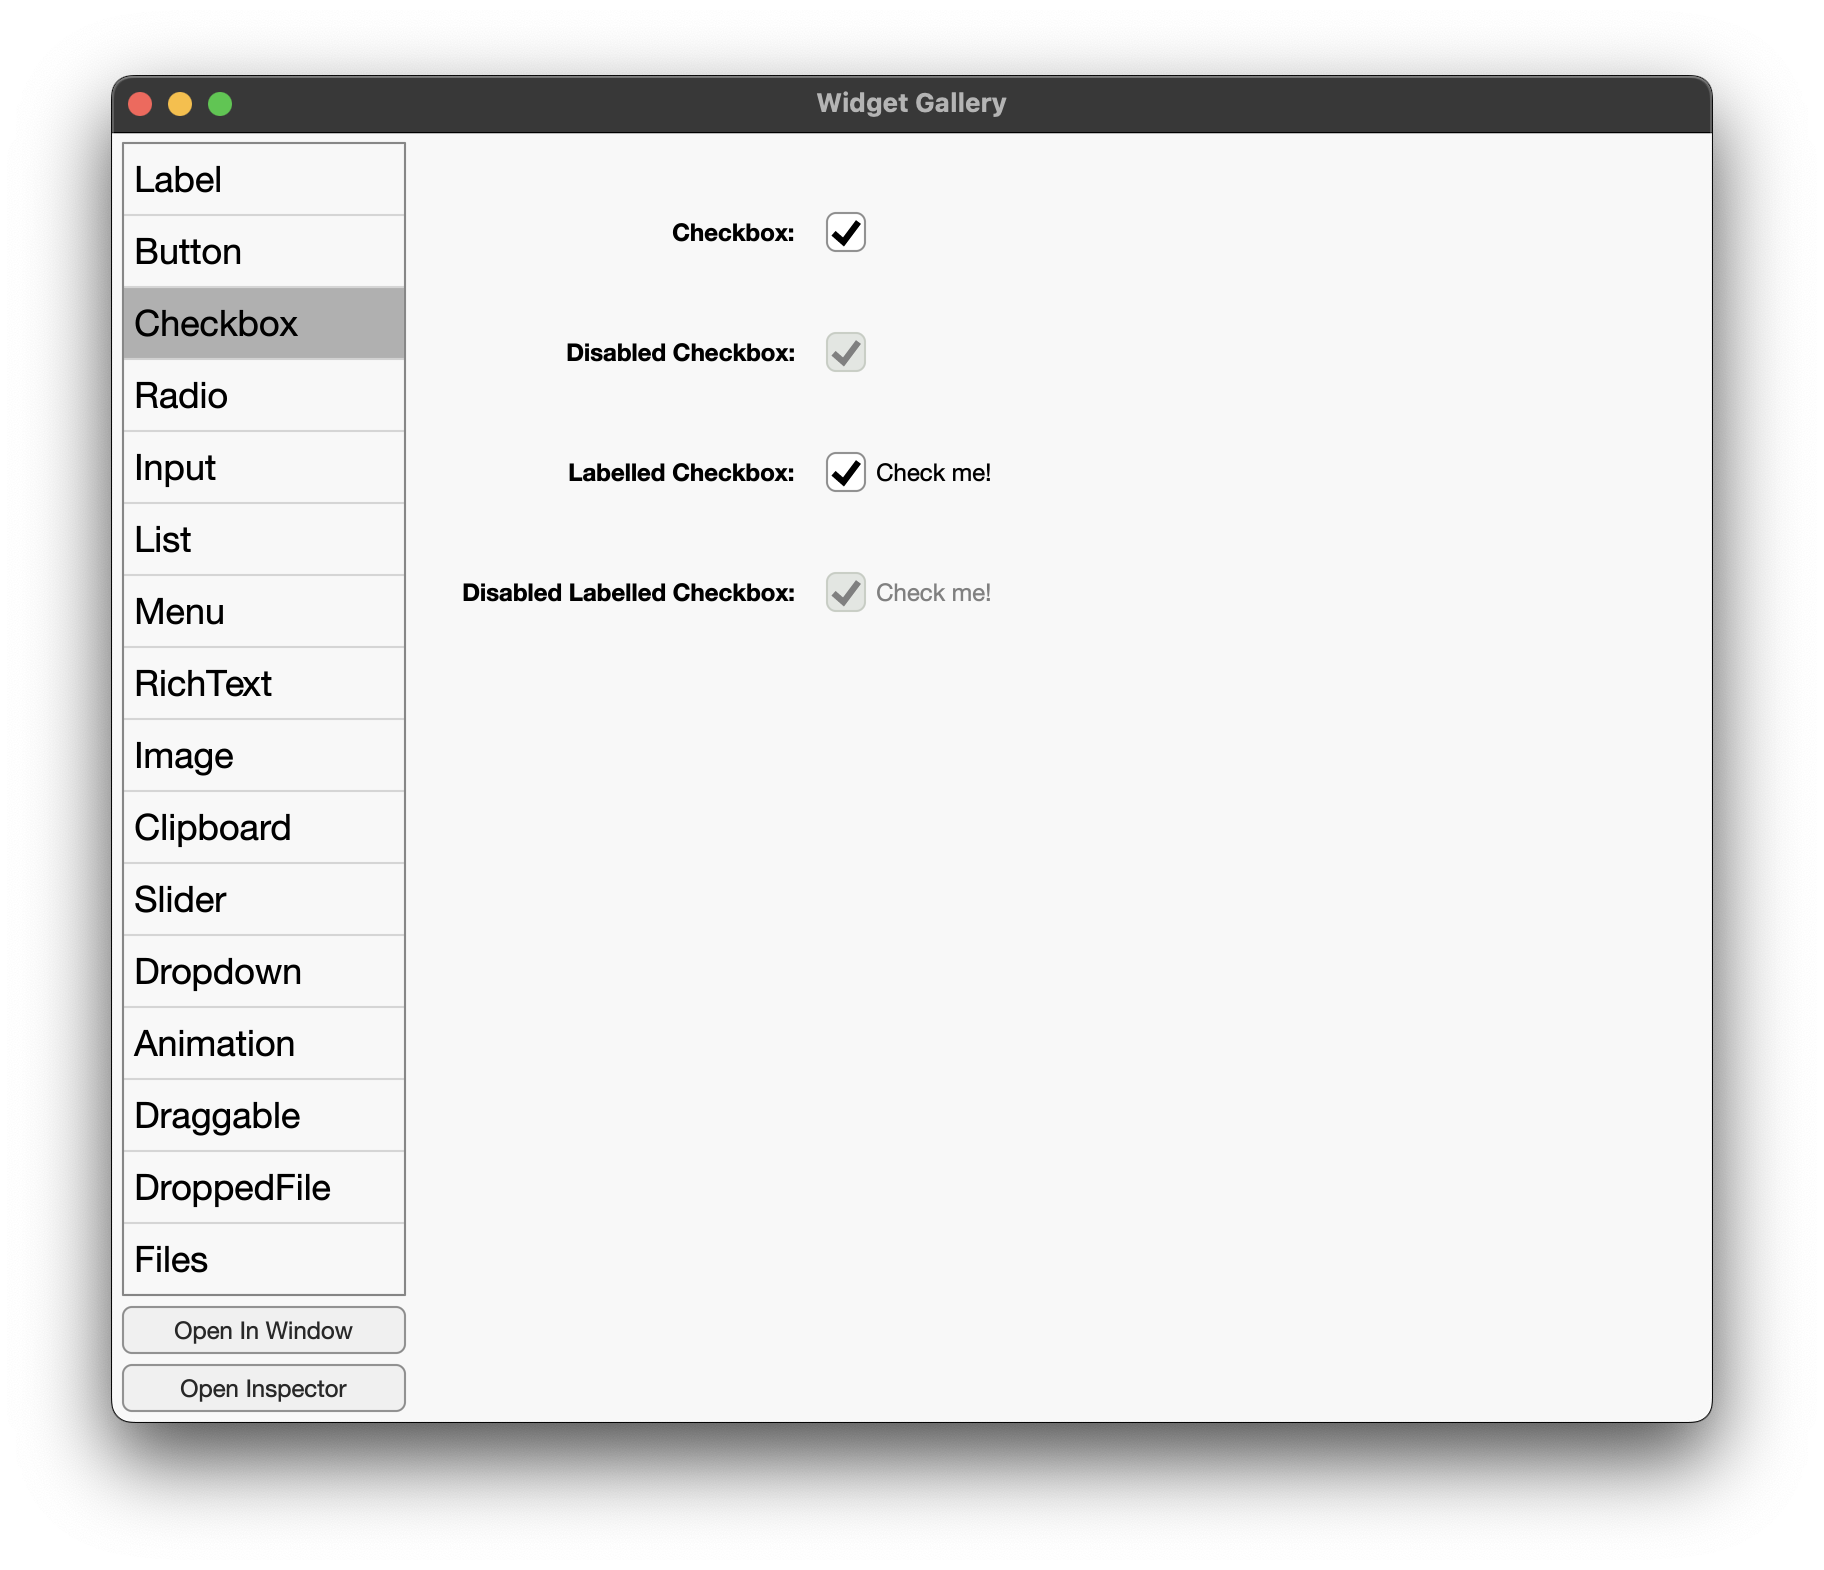 Widget Gallery
Label
Button
Checkbox
Radio
Input
List
Menu
RichText
Image
Clipboard
Slider
Dropdown
Animation
Draggable
DroppedFile
Files
Open In Window
Open Inspector
Checkbox:
Disabled Checkbox:
Labelled Checkbox: Check me!
Disabled Labelled Checkbox: Check me!